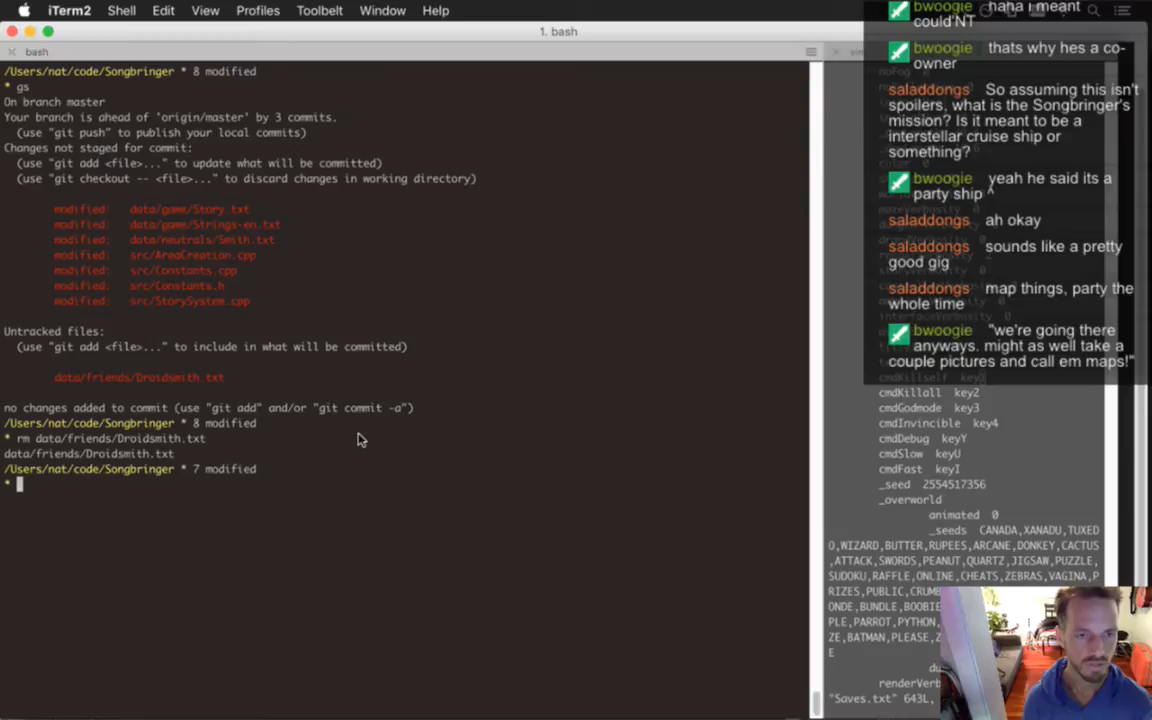 iTerm2 Shell Edit View Profiles Toolbelt Window Help
1. bash
bash
/Users/nat/code/Songbringer * 8 modified
* gs
On branch master
Your branch is ahead of 'origin/master' by 3 commits.
(use "git push" to publish your local commits)
Changes not staged for commit:
(use "git add <file>..." to update what will be committed)
(use "git checkout -- <file>..." to discard changes in working directory)
modified: data/game/Story.txt
modified: data/game/Strings-en.txt
modified: data/neutrals/Smith.txt
modified: src/AreaCreation.cpp
modified: src/Constants.cpp
modified: src/Constants.h
modified: src/StorySystem.cpp
Untracked files:
(use "git add <file>..." to include in what will be committed)
data/friends/Droidsmith.txt
no changes added to commit (use "git add" and/or "git commit -a")
/Users/nat/code/Songbringer * 8 modified
* rm data/friends/Droidsmith.txt
data/friends/Droidsmith.txt
/Users/nat/code/Songbringer * 7 modified
*
bwoogie haha i meant
could'NT
bwoogie thats why hes a co-
owner
saladdongs So assuming this isn't
spoilers, what is the Songbringer's
mission? Is it meant to be a
interstellar cruise ship or
something?
bwoogie yeah he said its a
party ship ^
saladdongs ah okay
saladdongs sounds like a pretty
good gig
saladdongs map things, party the
whole time
bwoogie "we're going there
anyways. might as well take a
couple pictures and call em maps!"
cmdKillself key1
cmdKillall key2
cmdGodmode key3
cmdInvincible key4
cmdDebug keyY
cmdSlow keyU
cmdFast keyI
_seed 2554517356
_overworld
animated 0
_seeds CANADA,XANADU,TUXED
O,WIZARD,BUTTER,RUPEES,ARCANE,DONKEY,CACTUS
,ATTACK,SWORDS,PEANUT,QUARTZ,JIGSAW,PUZZLE,
SUDOKU,RAFFLE,ONLINE,CHEATS,ZEBRAS,VAGINA,P
RIZES,PUBLIC,CRUMB
ONDE,BUNDLE,BOOBIE
PLE,PARROT,PYTHON,
ZE,BATMAN,PLEASE,Z
E
du
renderVerb
"Saves.txt" 643L,